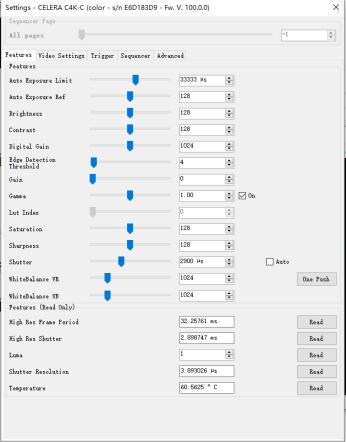 Settings - CELERA C4K-C (color - s/n E6D183D9 - Fw. V. 100.0.0)
Sequencer Page
All pages -1
Features Video Settings Trigger Sequencer Advanced
Features
Auto Exposure Limit 33333 µs
Auto Exposure Ref 128
Brightness 128
Contrast 128
Digital Gain 1024
Edge Detection
Threshold 4
Gain 0
Gamma 1.00 On
Lut Index 0
Saturation 128
Sharpness 128
Shutter 2900 µs Auto
WhiteBalanse VR 1024 One Push
WhiteBalanse UB 1024
Features (Read Only)
High Res Frame Period 32.25761 ms Read
High Res Shutter 2.898747 ms Read
Luma 1 Read
Shutter Resolution 3.893026 µs Read
Temperature 60.5625 ° C Read